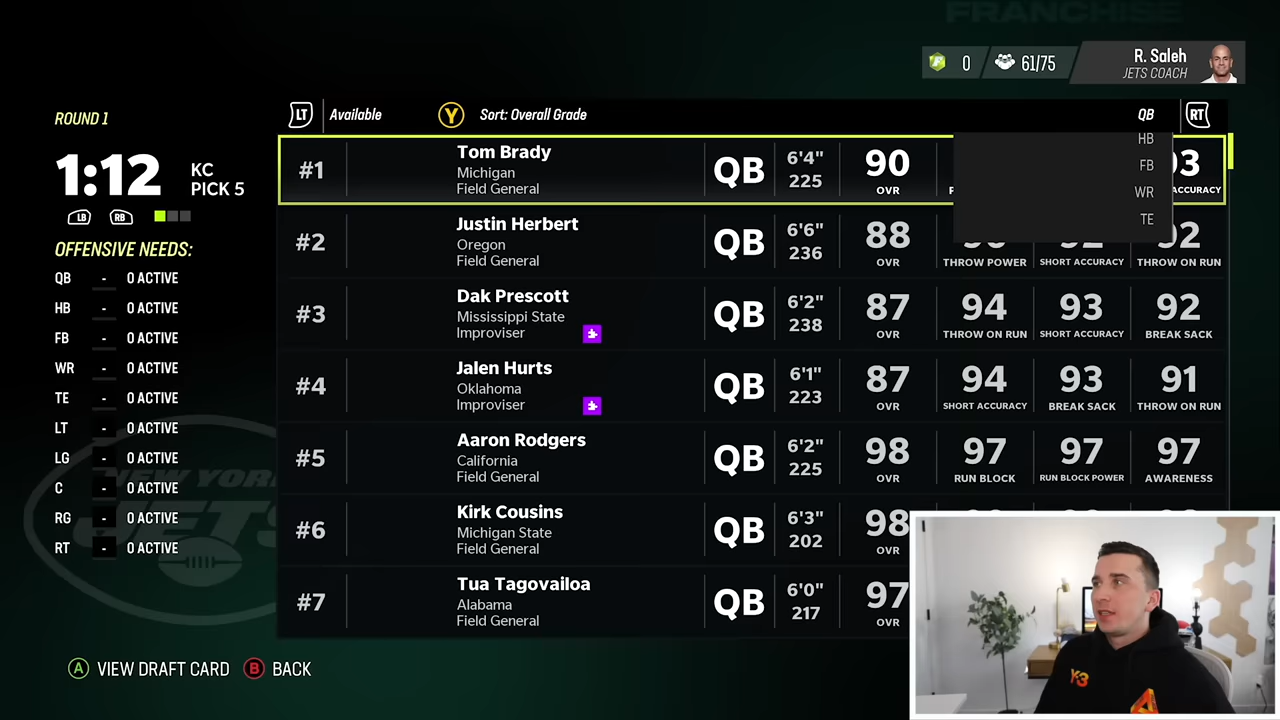 FRANCHISE
0
61/75
R. Saleh
JETS COACH
ROUND 1
1:12
KC
PICK 5
LB
RB
OFFENSIVE NEEDS:
QB - 0 ACTIVE
HB - 0 ACTIVE
FB - 0 ACTIVE
WR - 0 ACTIVE
TE - 0 ACTIVE
LT - 0 ACTIVE
LG - 0 ACTIVE
C - 0 ACTIVE
RG - 0 ACTIVE
RT - 0 ACTIVE
NEW YORK
JETS
LT Available Y Sort: Overall Grade QB RT
HB
FB
WR
TE
#1 Tom Brady QB 6'4" 90
Michigan 225 OVR ACCURACY
Field General
#2 Justin Herbert QB 6'6" 88
Oregon 236 OVR THROW POWER SHORT ACCURACY THROW ON RUN
Field General
#3 Dak Prescott QB 6'2" 87 94 93 92
Mississippi State 238 OVR THROW ON RUN SHORT ACCURACY BREAK SACK
Improviser
#4 Jalen Hurts QB 6'1" 87 94 93 91
Oklahoma 223 OVR SHORT ACCURACY BREAK SACK THROW ON RUN
Improviser
#5 Aaron Rodgers QB 6'2" 98 97 97 97
California 225 OVR RUN BLOCK RUN BLOCK POWER AWARENESS
Field General
#6 Kirk Cousins QB 6'3" 98
Michigan State 202 OVR
Field General
#7 Tua Tagovailoa QB 6'0" 97
Alabama 217 OVR
Field General
A VIEW DRAFT CARD B BACK
Y-3